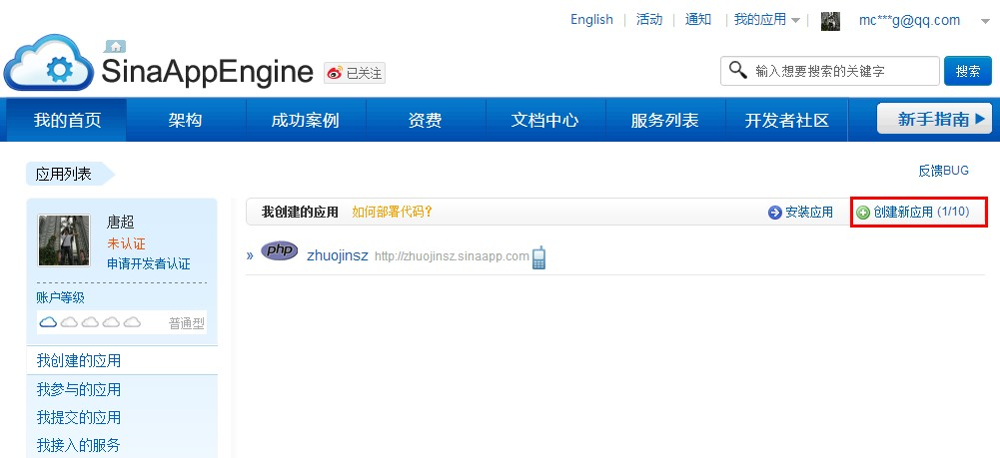 English 活动 通知 我的应用 mc***g@qq.com
SinaAppEngine 已关注 输入想要搜索的关键字 搜索
我的首页 架构 成功案例 资费 文档中心 服务列表 开发者社区 新手指南
应用列表 反馈BUG
唐超
未认证
申请开发者认证
账户等级
普通型
我创建的应用
我参与的应用
我提交的应用
我接入的服务
我创建的应用 如何部署代码? 安装应用 创建新应用 (1/10)
» php zhuojinsz http://zhuojinsz.sinaapp.com